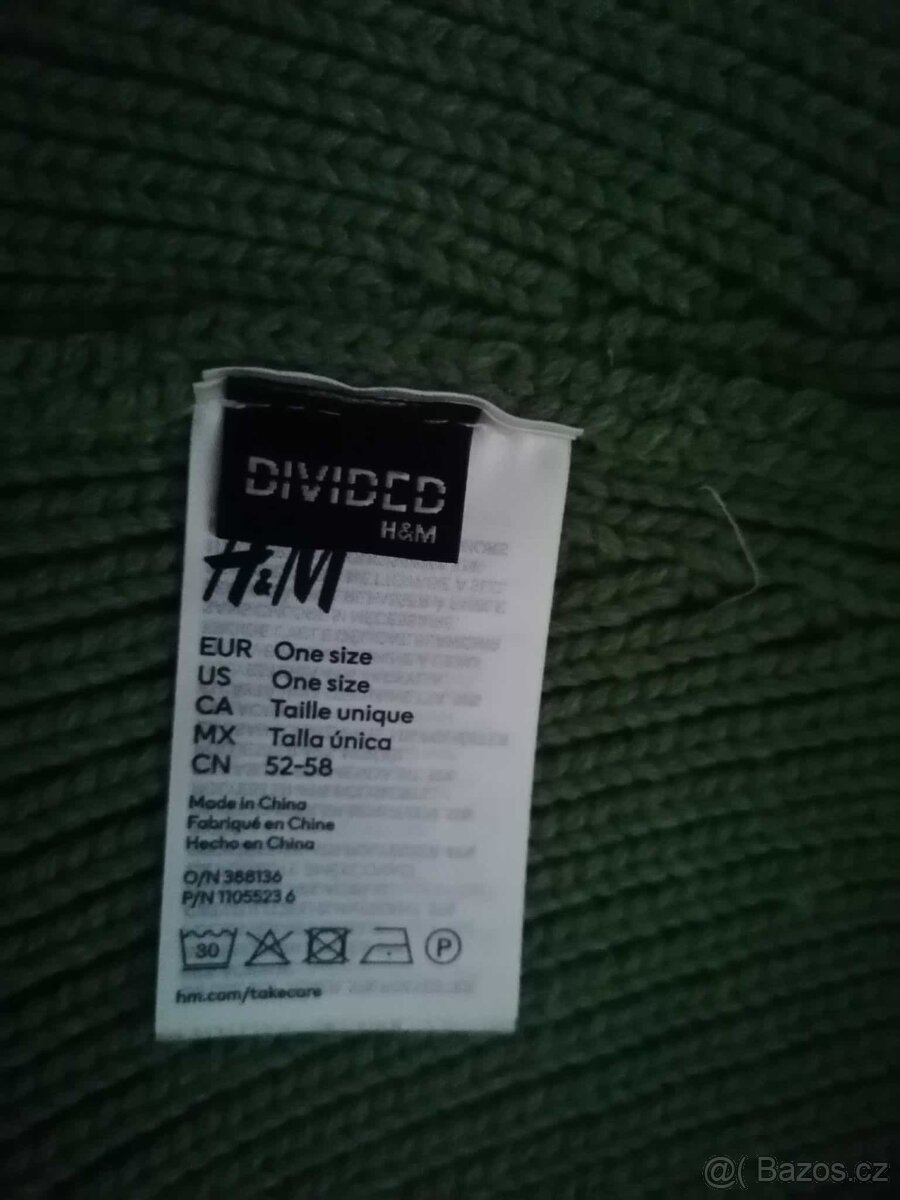 DIVIDED
H&M
H&M
EUR One size
US One size
CA Taille unique
MX Talla única
CN 52-58
Made in China
Fabriqué en Chine
Hecho en China
O/N 388136
P/N 1105523 6
30 P
hm.com/takecare
@( Bazos.cz